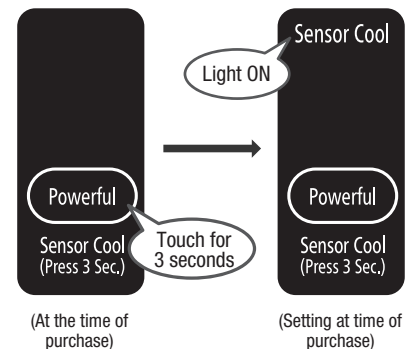 Sensor Cool
Light ON
Powerful
Sensor Cool
(Press 3 Sec.)
Touch for
3 seconds
(At the time of
purchase)
Powerful
Sensor Cool
(Press 3 Sec.)
(Setting at time of
purchase)